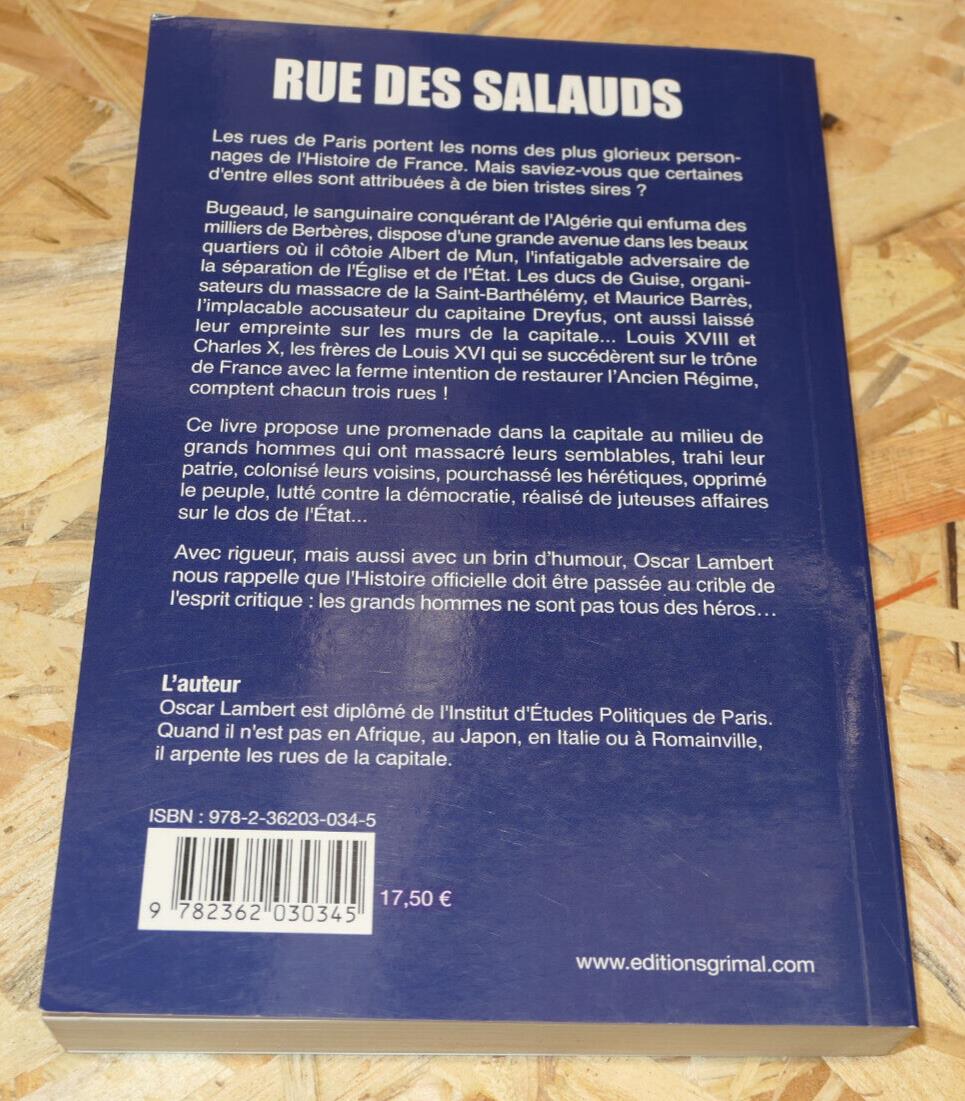 RUE DES SALAUDS
Les rues de Paris portent les noms des plus glorieux person-
nages de l'Histoire de France. Mais saviez-vous que certaines
d'entre elles sont attribuées à de bien tristes sires ?
Bugeaud, le sanguinaire conquérant de l'Algérie qui enfuma des
milliers de Berbères, dispose d'une grande avenue dans les beaux
quartiers où il côtoie Albert de Mun, l'infatigable adversaire de
la séparation de l'Église et de l'État. Les ducs de Guise, organi-
sateurs du massacre de la Saint-Barthélémy, et Maurice Barrès,
l'implacable accusateur du capitaine Dreyfus, ont aussi laissé
leur empreinte sur les murs de la capitale... Louis XVIII et
Charles X, les frères de Louis XVI qui se succédèrent sur le trône
de France avec la ferme intention de restaurer l'Ancien Régime,
comptent chacun trois rues !
Ce livre propose une promenade dans la capitale au milieu de
grands hommes qui ont massacré leurs semblables, trahi leur
patrie, colonisé leurs voisins, pourchassé les hérétiques, opprimé
le peuple, lutté contre la démocratie, réalisé de juteuses affaires
sur le dos de l'État...
Avec rigueur, mais aussi avec un brin d'humour, Oscar Lambert
nous rappelle que l'Histoire officielle doit être passée au crible de
l'esprit critique : les grands hommes ne sont pas tous des héros...
L'auteur
Oscar Lambert est diplômé de l'Institut d'Études Politiques de Paris.
Quand il n'est pas en Afrique, au Japon, en Italie ou à Romainville,
il arpente les rues de la capitale.
ISBN : 978-2-36203-034-5
9 782362 030345
17,50 €
www.editionsgrimal.com